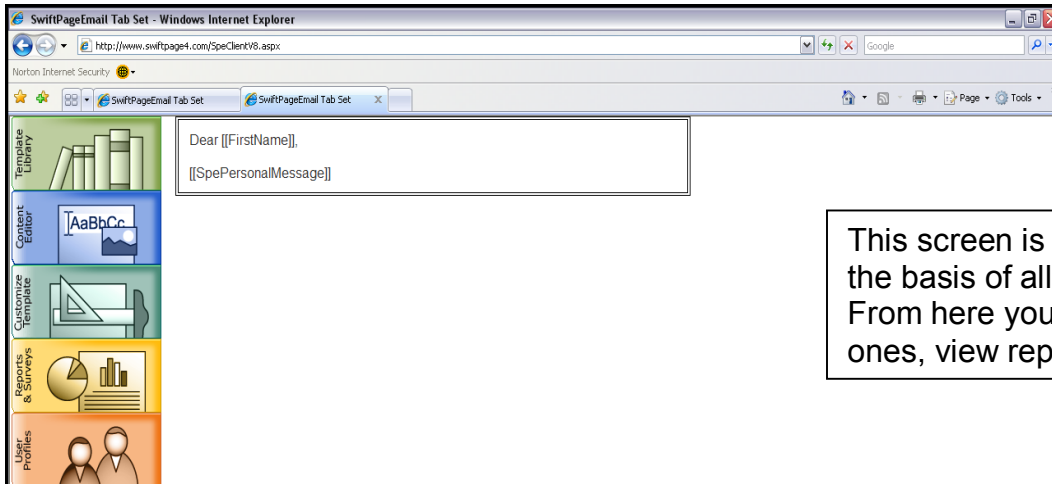 SwiftPageEmail Tab Set - Windows Internet Explorer
http://www.swiftpage4.com/SpeClientV8.aspx
Google
Norton Internet Security
SwiftPageEmail Tab Set
SwiftPageEmail Tab Set
Page
Tools
Template
Library
Dear [[FirstName]],
[[SpePersonalMessage]]
Content
Editor
AaBbCc
Customize
Template
Reports
& Surveys
User
Profiles
This screen is
the basis of all
From here you
ones, view rep